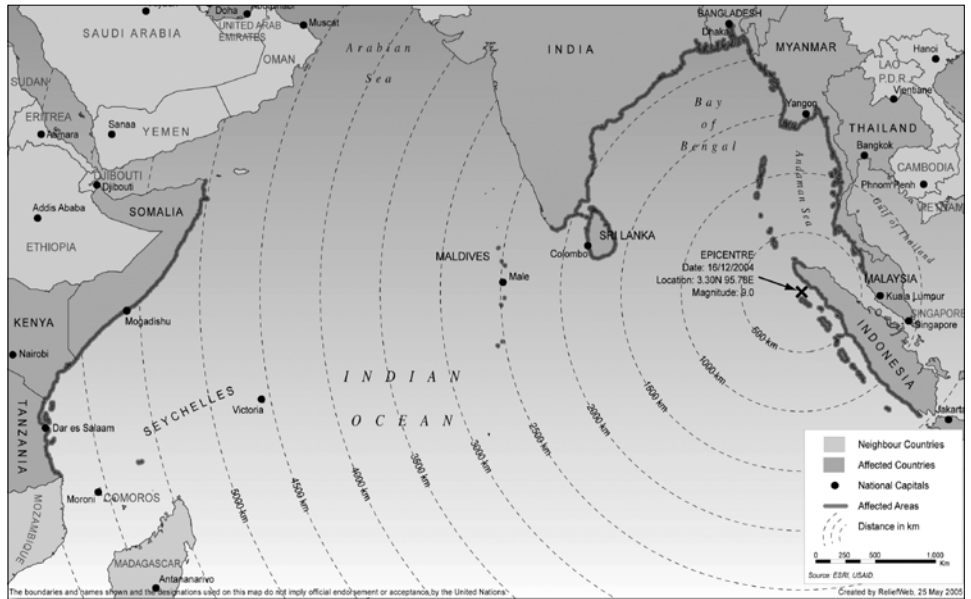 Doha
Abu Dhabi
Muscat
SAUDI ARABIA
UNITED ARAB
EMIRATES
OMAN
Arabian
Sea
INDIA
BANGLADESH
Dhaka
MYANMAR
Hanoi
LAO
P.D.R.
Vientiane
SUDAN
ERITREA
Asmara
Sanaa
YEMEN
Bay
of
Bengal
Yangon
THAILAND
Bangkok
CAMBODIA
Phnom Penh
VIETNAM
DJIBOUTI
Djibouti
Andaman Sea
Gulf of Thailand
Addis Ababa
SOMALIA
ETHIOPIA
SRI LANKA
Colombo
MALDIVES
Male
EPICENTRE
Date: 16/12/2004
Location: 3.30N 95.78E
Magnitude: 9.0
MALAYSIA
Kuala Lumpur
SINGAPORE
Singapore
INDONESIA
Jakarta
KENYA
Mogadishu
Nairobi
INDIAN
OCEAN
SEYCHELLES
Victoria
TANZANIA
Dar es Salaam
Moroni
COMOROS
MOZAMBIQUE
MADAGASCAR
Antananarivo
500 km
1000 km
1500 km
2000 km
2500 km
3000 km
3500 km
4000 km
4500 km
5000 km
Neighbour Countries
Affected Countries
National Capitals
Affected Areas
Distance in km
0 250 500 1,000
Km
Source: ESRI, USAID.
The boundaries and names shown and the designations used on this map do not imply official endorsement or acceptance by the United Nations
Created by ReliefWeb, 25 May 2005